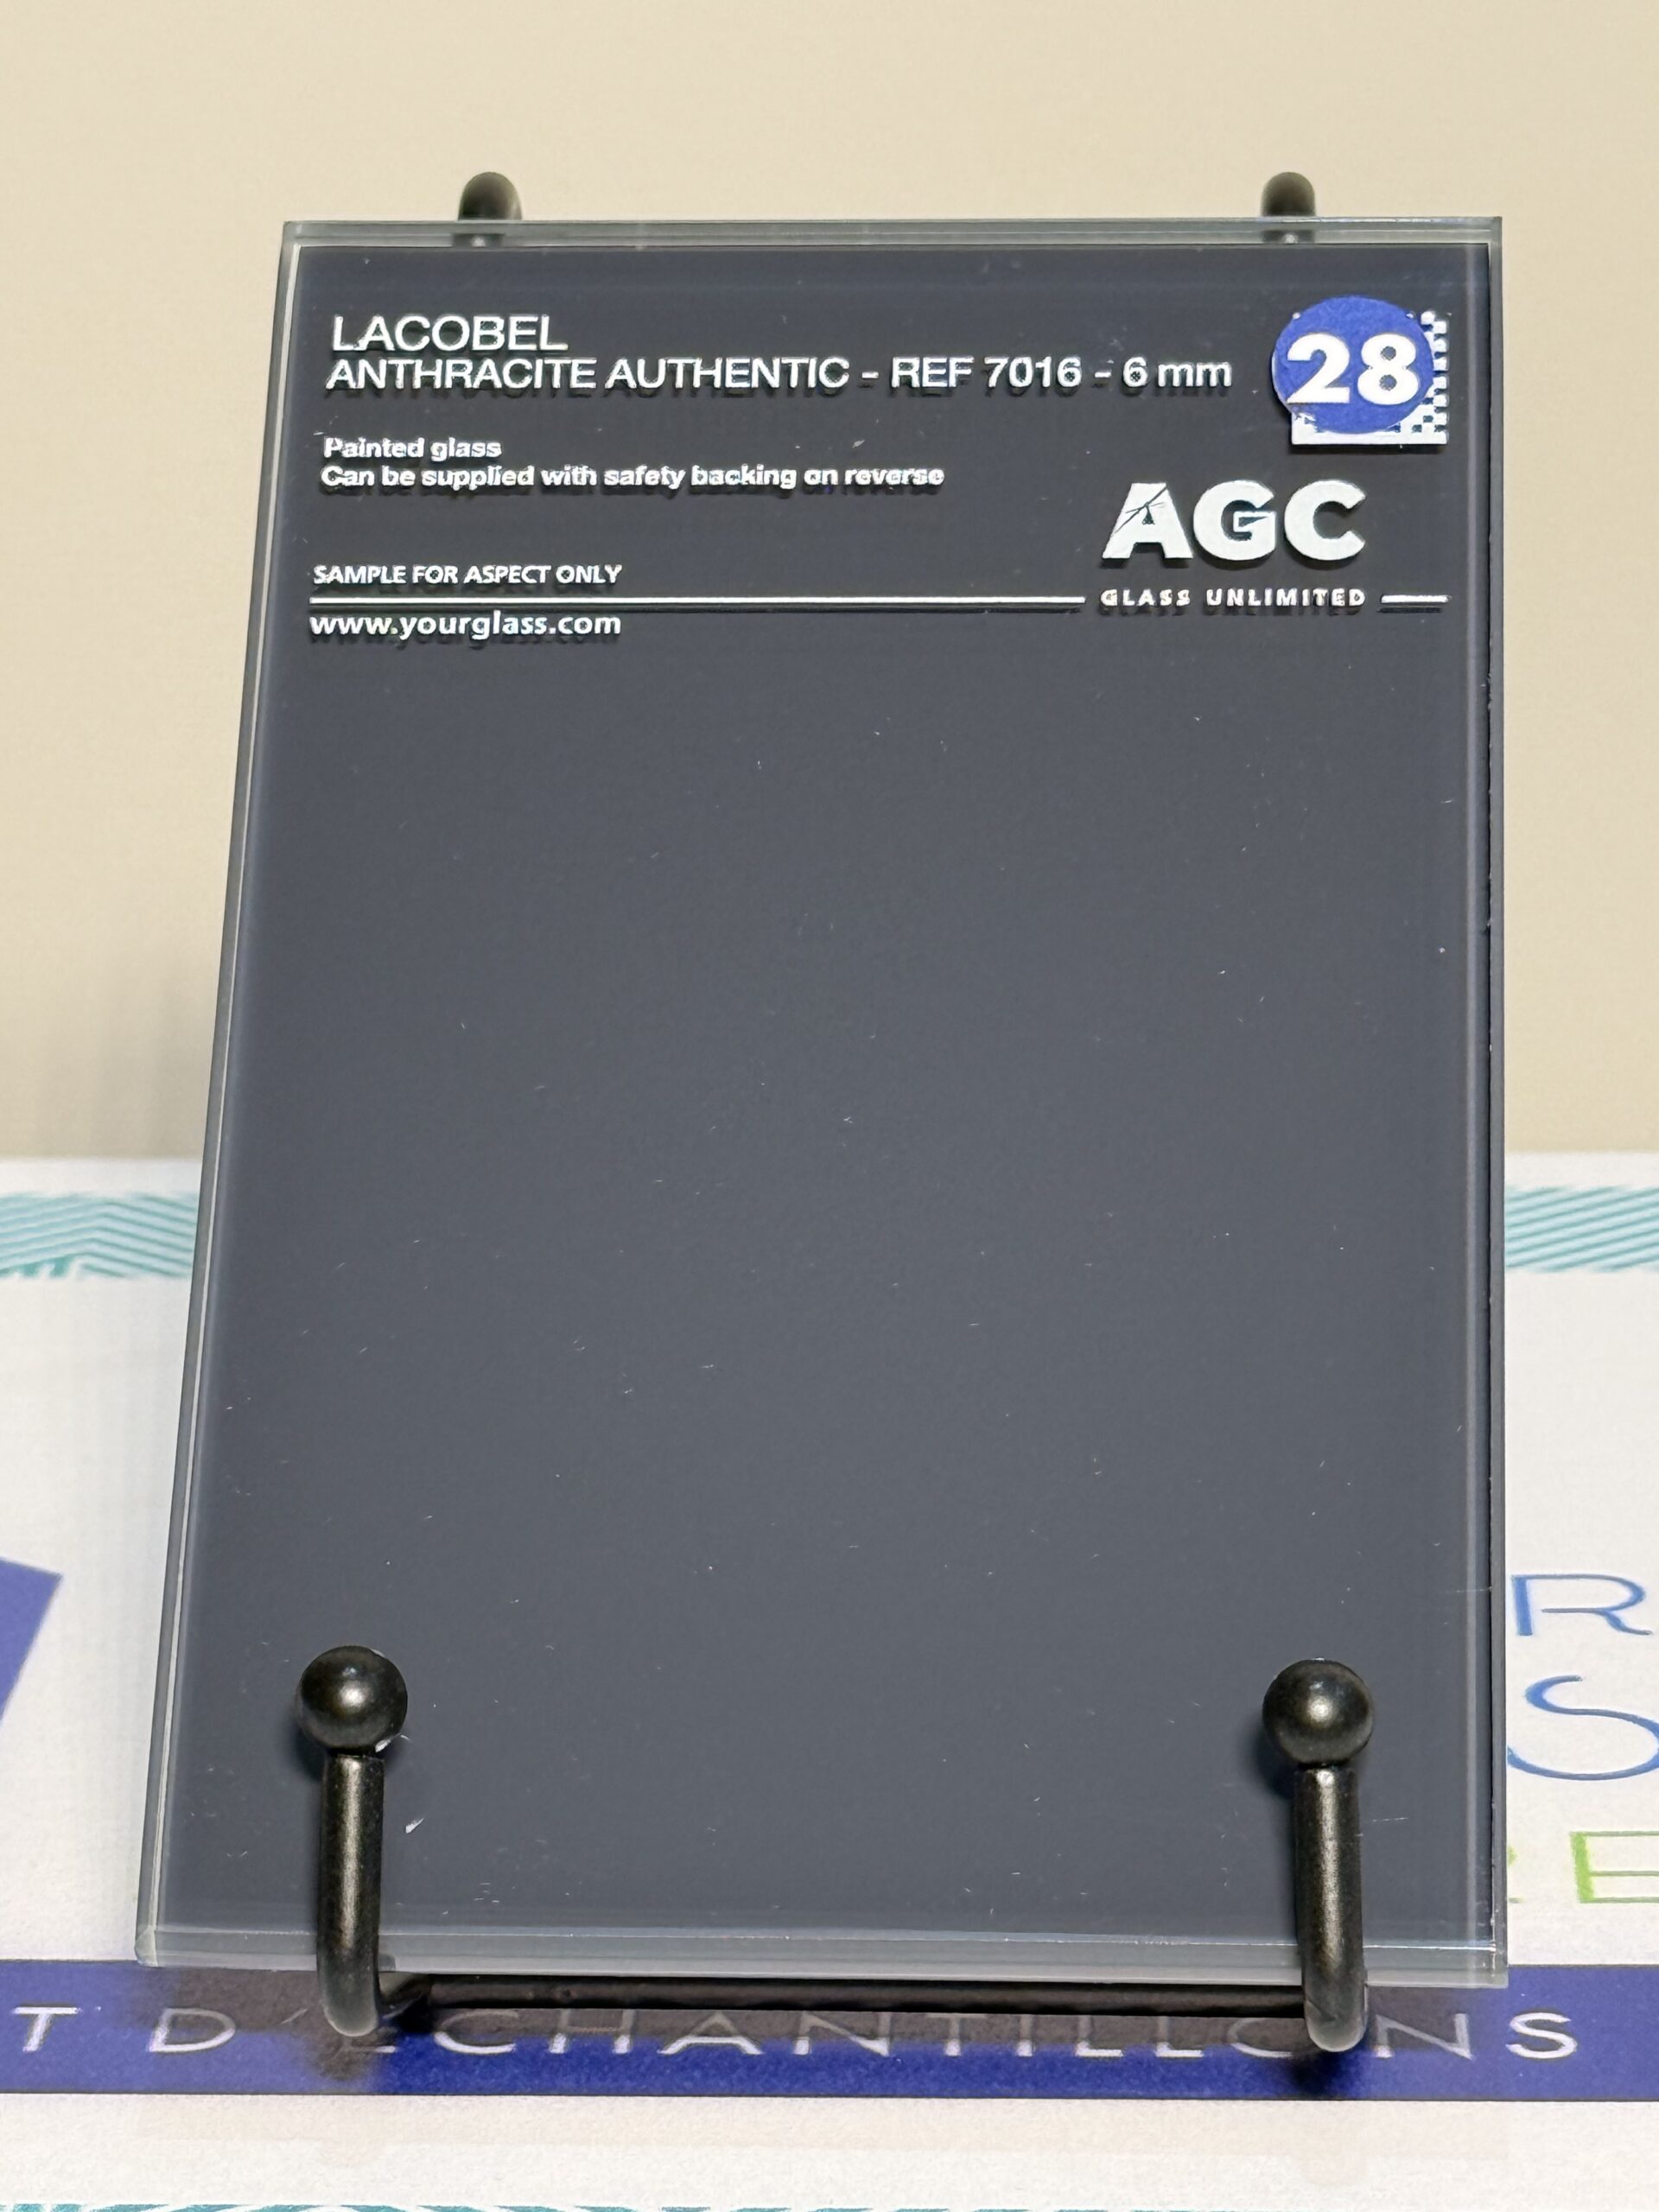 LACOBEL
ANTHRACITE AUTHENTIC - REF 7016 - 6 mm
28
Painted glass
Can be supplied with safety backing on reverse
AGC
SAMPLE FOR ASPECT ONLY
GLASS UNLIMITED
www.yourglass.com
R
S
E
T D'ÉCHANTILLONS